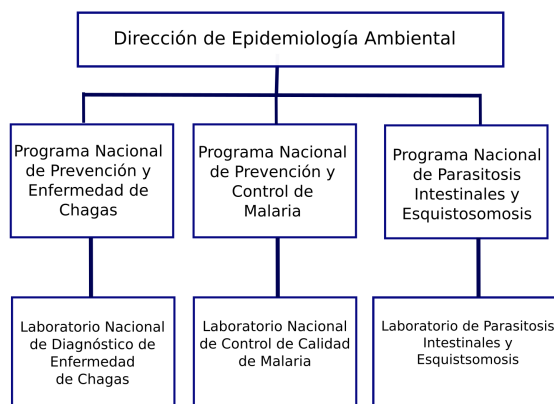 Dirección de Epidemiología Ambiental
Programa Nacional
de Prevención y
Enfermedad de
Chagas
Programa Nacional
de Prevención y
Control de
Malaria
Programa Nacional
de Parasitosis
Intestinales y
Esquistosomosis
Laboratorio Nacional
de Diagnóstico de
Enfermedad
de Chagas
Laboratorio Nacional
de Control de Calidad
de Malaria
Laboratorio de Parasitosis
Intestinales y
Esquistsomosis